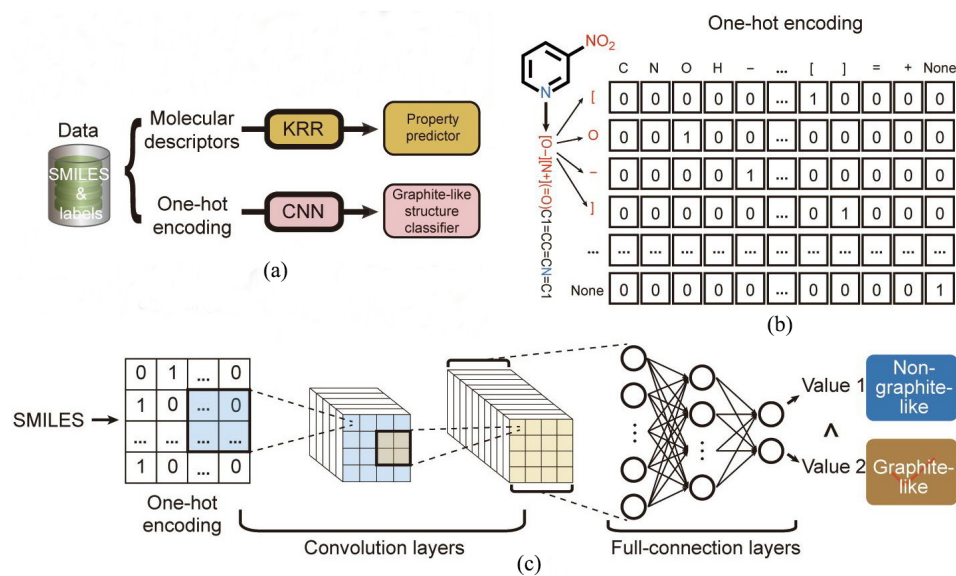 Data
SMILES
&
labels
Molecular
descriptors
KRR
Property
predictor
One-hot
encoding
CNN
Graphite-like
structure
classifier
(a)
One-hot encoding
NO2
N
[O−][N+](=O)C1=CC=CN=C1
C N O H − ... [ ] = + None
[ 0 0 0 0 0 ... 1 0 0 0 0
O 0 0 1 0 0 ... 0 0 0 0 0
− 0 0 0 0 1 ... 0 0 0 0 0
] 0 0 0 0 0 ... 0 1 0 0 0
... ... ... ... ... ... ... ... ... ... ... ...
None 0 0 0 0 0 ... 0 0 0 0 1
(b)
SMILES
0 1 ... 0
1 0 ... 0
... ... ... ...
1 0 ... 0
One-hot
encoding
Convolution layers
Full-connection layers
Value 1
Non-
graphite-
like
^
Value 2
Graphite-
like
(c)